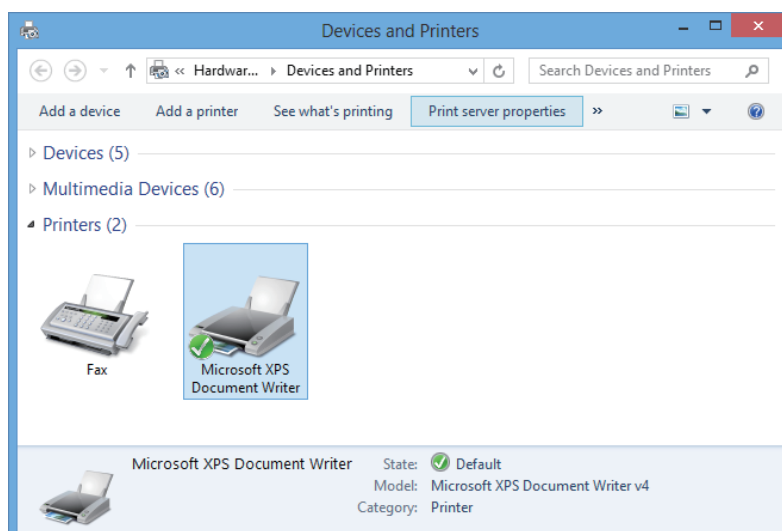 Devices and Printers
« Hardwar... Devices and Printers
Search Devices and Printers
Add a device
Add a printer
See what's printing
Print server properties
»
Devices (5)
Multimedia Devices (6)
Printers (2)
Fax
Microsoft XPS
Document Writer
Microsoft XPS Document Writer
State: Default
Model: Microsoft XPS Document Writer v4
Category: Printer